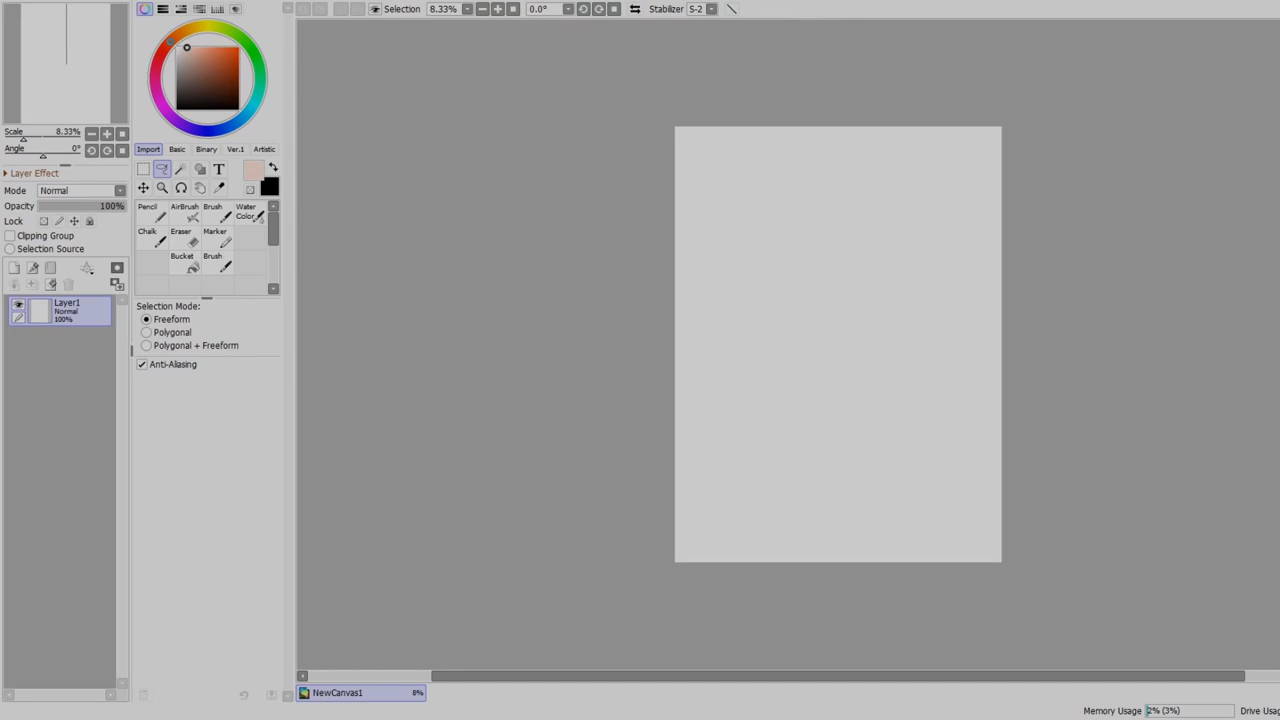 Selection 8.33% 0.0° Stabilizer S-2
Scale 8.33%
Angle 0°
Layer Effect
Mode Normal
Opacity 100%
Lock
Clipping Group
Selection Source
Layer1
Normal
100%
Import Basic Binary Ver.1 Artistic
T
Pencil AirBrush Brush Water
Color
Chalk Eraser Marker
Bucket Brush
Selection Mode:
Freeform
Polygonal
Polygonal + Freeform
Anti-Aliasing
NewCanvas1 8%
Memory Usage 2% (3%) Drive Usa